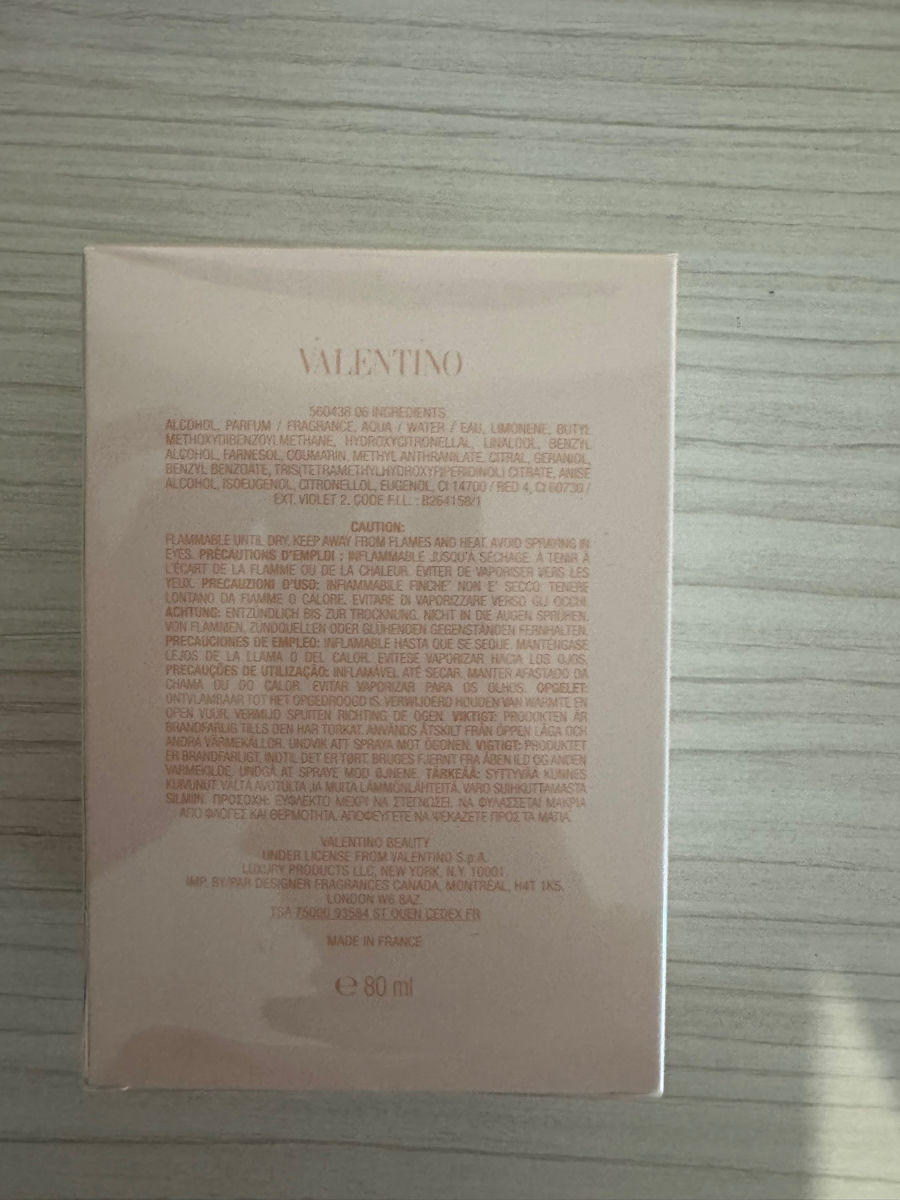 VALENTINO
560438 06 INGREDIENTS
ALCOHOL, PARFUM / FRAGRANCE, AQUA / WATER / EAU, LIMONENE, BUTYL
METHOXYDIBENZOYLMETHANE, HYDROXYCITRONELLAL, LINALOOL, BENZYL
ALCOHOL, FARNESOL, COUMARIN, METHYL ANTHRANILATE, CITRAL, GERANIOL,
BENZYL BENZOATE, TRIS(TETRAMETHYLHYDROXYPIPERIDINOL) CITRATE, ANISE
ALCOHOL, ISOEUGENOL, CITRONELLOL, EUGENOL, CI 14700 / RED 4, CI 60730 /
EXT. VIOLET 2. CODE F.I.L. : B264158/1
CAUTION:
FLAMMABLE UNTIL DRY. KEEP AWAY FROM FLAMES AND HEAT. AVOID SPRAYING IN
EYES. PRÉCAUTIONS D'EMPLOI : INFLAMMABLE JUSQU'À SÉCHAGE. À TENIR À
L'ÉCART DE LA FLAMME OU DE LA CHALEUR. ÉVITER DE VAPORISER VERS LES
YEUX. PRECAUZIONI D'USO: INFIAMMABILE FINCHE' NON E' SECCO. TENERE
LONTANO DA FIAMME O CALORE. EVITARE DI VAPORIZZARE VERSO GLI OCCHI.
ACHTUNG: ENTZÜNDLICH BIS ZUR TROCKNUNG. NICHT IN DIE AUGEN SPRÜHEN.
VON FLAMMEN, ZÜNDQUELLEN ODER GLÜHENDEN GEGENSTÄNDEN FERNHALTEN.
PRECAUCIONES DE EMPLEO: INFLAMABLE HASTA QUE SE SEQUE. MANTÉNGASE
LEJOS DE LA LLAMA O DEL CALOR. EVÍTESE VAPORIZAR HACIA LOS OJOS.
PRECAUÇÕES DE UTILIZAÇÃO: INFLAMÁVEL ATÉ SECAR. MANTER AFASTADO DA
CHAMA OU DO CALOR. EVITAR VAPORIZAR PARA OS OLHOS. OPGELET:
ONTVLAMBAAR TOT HET OPGEDROOGD IS. VERWIJDERD HOUDEN VAN WARMTE EN
OPEN VUUR. VERMIJD SPUITEN RICHTING DE OGEN. VIKTIGT: PRODUKTEN ÄR
BRANDFARLIG TILLS DEN HAR TORKAT. ANVÄNDS ÅTSKILT FRÅN ÖPPEN LÅGA OCH
ANDRA VÄRMEKÄLLOR. UNDVIK ATT SPRAYA MOT ÖGONEN. VIGTIGT: PRODUKTET
ER BRANDFARLIGT, INDTIL DET ER TØRT. BRUGES FJERNT FRA ÅBEN ILD OG ANDEN
VARMEKILDE. UNDGÅ AT SPRAYE MOD ØJNENE. TÄRKEÄÄ: SYTTYVÄÄ KUNNES
KUIVUNUT. VÄLTÄ AVOTULTA JA MUITA LÄMMÖNLÄHTEITÄ. VARO SUIHKUTTAMASTA
SILMIIN. ΠΡΟΣΟΧΗ: ΕΥΦΛΕΚΤΟ ΜΕΧΡΙ ΝΑ ΣΤΕΓΝΩΣΕΙ. ΝΑ ΦΥΛΑΣΣΕΤΑΙ ΜΑΚΡΙΑ
ΑΠΟ ΦΛΟΓΕΣ ΚΑΙ ΘΕΡΜΟΤΗΤΑ. ΑΠΟΦΕΥΓΕΤΕ ΝΑ ΨΕΚΑΖΕΤΕ ΠΡΟΣ ΤΑ ΜΑΤΙΑ.
VALENTINO BEAUTY
UNDER LICENSE FROM VALENTINO S.p.A.
LUXURY PRODUCTS LLC, NEW YORK, N.Y. 10001
IMP. BY/PAR DESIGNER FRAGRANCES CANADA, MONTRÉAL, H4T 1K5.
LONDON W6 8AZ.
TSA 75000 93584 ST OUEN CEDEX FR
MADE IN FRANCE
℮ 80 ml